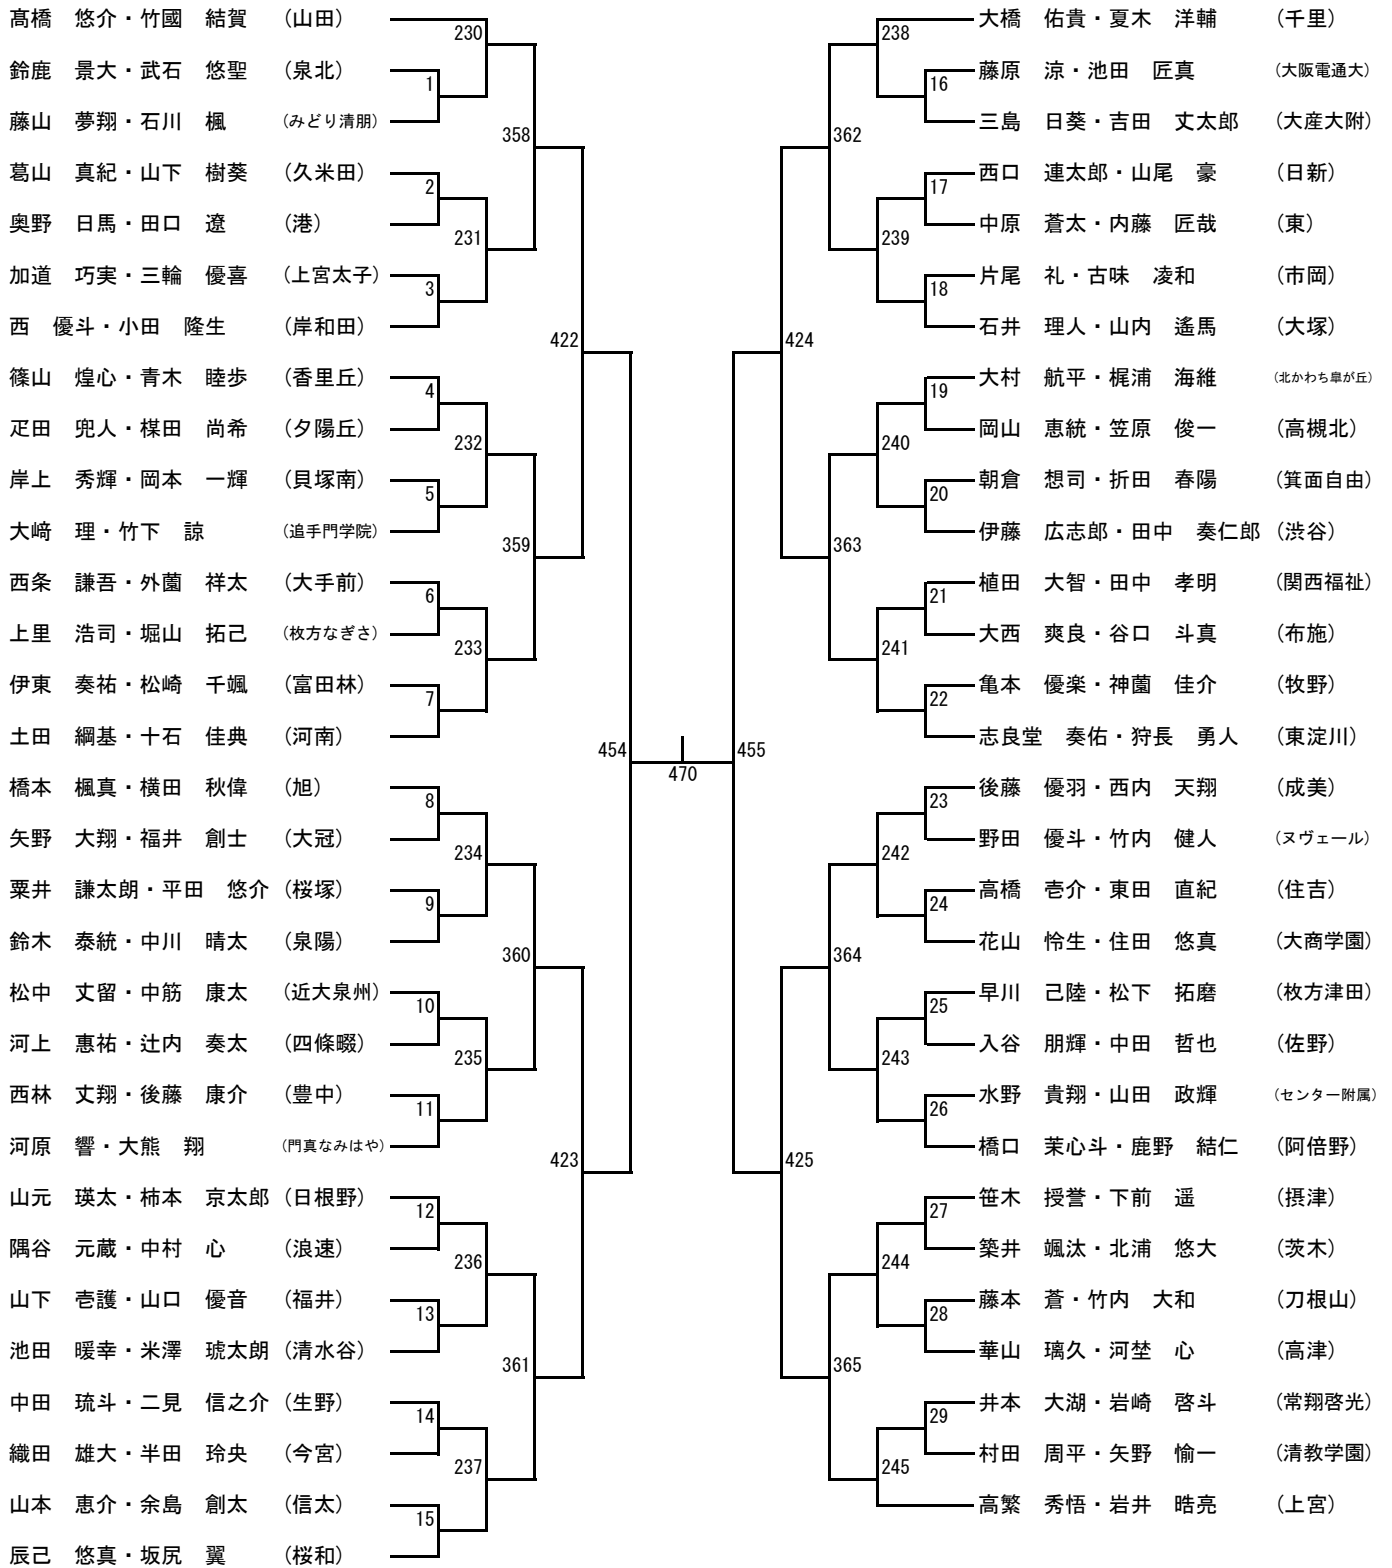 髙橋　悠介・竹國　結賀　（山田）
230
鈴鹿　景大・武石　悠聖　（泉北）
1
藤山　夢翔・石川　楓　（みどり清朋）
358
葛山　真紀・山下　樹葵　（久米田）
2
奥野　日馬・田口　遼　（港）
231
加道　巧実・三輪　優喜　（上宮太子）
3
西　優斗・小田　隆生　（岸和田）
422
篠山　煌心・青木　睦歩　（香里丘）
4
疋田　兜人・楳田　尚希　（夕陽丘）
232
岸上　秀輝・岡本　一輝　（貝塚南）
5
大﨑　理・竹下　諒　（追手門学院）
359
西条　謙吾・外薗　祥太　（大手前）
6
上里　浩司・堀山　拓己　（枚方なぎさ）
233
伊東　奏祐・松崎　千颯　（富田林）
7
土田　綱基・十石　佳典　（河南）
454
470
橋本　楓真・横田　秋偉　（旭）
8
矢野　大翔・福井　創士　（大冠）
234
粟井　謙太朗・平田　悠介　（桜塚）
9
鈴木　泰統・中川　晴太　（泉陽）
360
松中　丈留・中筋　康太　（近大泉州）
10
河上　惠祐・辻内　奏太　（四條畷）
235
西林　丈翔・後藤　康介　（豊中）
11
河原　響・大熊　翔　（門真なみはや）
423
山元　瑛太・柿本　京太郎　（日根野）
12
隅谷　元蔵・中村　心　（浪速）
236
山下　壱護・山口　優音　（福井）
13
池田　暖幸・米澤　琥太朗　（清水谷）
361
中田　琉斗・二見　信之介　（生野）
14
織田　雄大・半田　玲央　（今宮）
237
山本　恵介・余島　創太　（信太）
15
辰己　悠真・坂尻　翼　（桜和）
大橋　佑貴・夏木　洋輔　（千里）
238
藤原　涼・池田　匠真　（大阪電通大）
16
三島　日葵・吉田　丈太郎　（大産大附）
362
西口　連太郎・山尾　豪　（日新）
17
中原　蒼太・内藤　匠哉　（東）
239
片尾　礼・古味　凌和　（市岡）
18
石井　理人・山内　遙馬　（大塚）
424
大村　航平・梶浦　海維　（北かわち皐が丘）
19
岡山　恵統・笠原　俊一　（高槻北）
240
朝倉　想司・折田　春陽　（箕面自由）
20
伊藤　広志郎・田中　奏仁郎　（渋谷）
363
植田　大智・田中　孝明　（関西福祉）
21
大西　爽良・谷口　斗真　（布施）
241
亀本　優楽・神薗　佳介　（牧野）
22
志良堂　奏佑・狩長　勇人　（東淀川）
455
後藤　優羽・西内　天翔　（成美）
23
野田　優斗・竹内　健人　（ヌヴェール）
242
高橋　壱介・東田　直紀　（住吉）
24
花山　怜生・住田　悠真　（大商学園）
364
早川　己陸・松下　拓磨　（枚方津田）
25
入谷　朋輝・中田　哲也　（佐野）
243
水野　貴翔・山田　政輝　（センター附属）
26
橋口　茉心斗・鹿野　結仁　（阿倍野）
425
笹木　授誉・下前　遥　（摂津）
27
築井　颯汰・北浦　悠大　（茨木）
244
藤本　蒼・竹内　大和　（刀根山）
28
華山　璃久・河埜　心　（高津）
365
井本　大湖・岩崎　啓斗　（常翔啓光）
29
村田　周平・矢野　愉一　（清教学園）
245
高繁　秀悟・岩井　晧亮　（上宮）